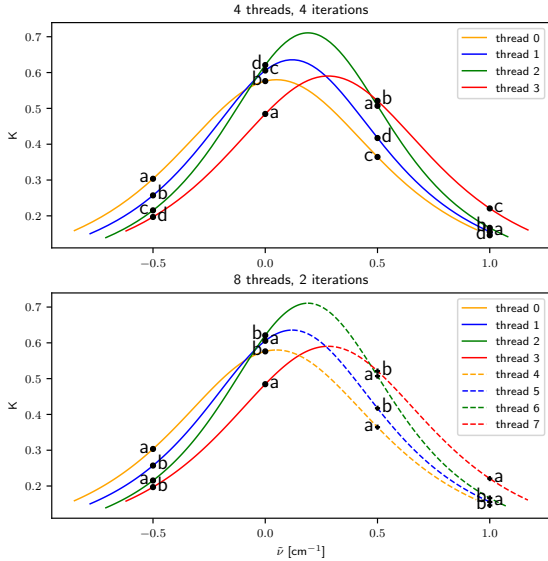 4 threads, 4 iterations
K
0.7
0.6
0.5
0.4
0.3
0.2
−0.5
0.0
0.5
1.0
thread 0
thread 1
thread 2
thread 3
a
b
c
d
d
c
b
a
b
a
d
c
c
b
a
d
8 threads, 2 iterations
K
0.7
0.6
0.5
0.4
0.3
0.2
−0.5
0.0
0.5
1.0
ν̃ [cm⁻¹]
thread 0
thread 1
thread 2
thread 3
thread 4
thread 5
thread 6
thread 7
a
b
a
b
b
a
b
a
b
a
b
a
a
b
a
b